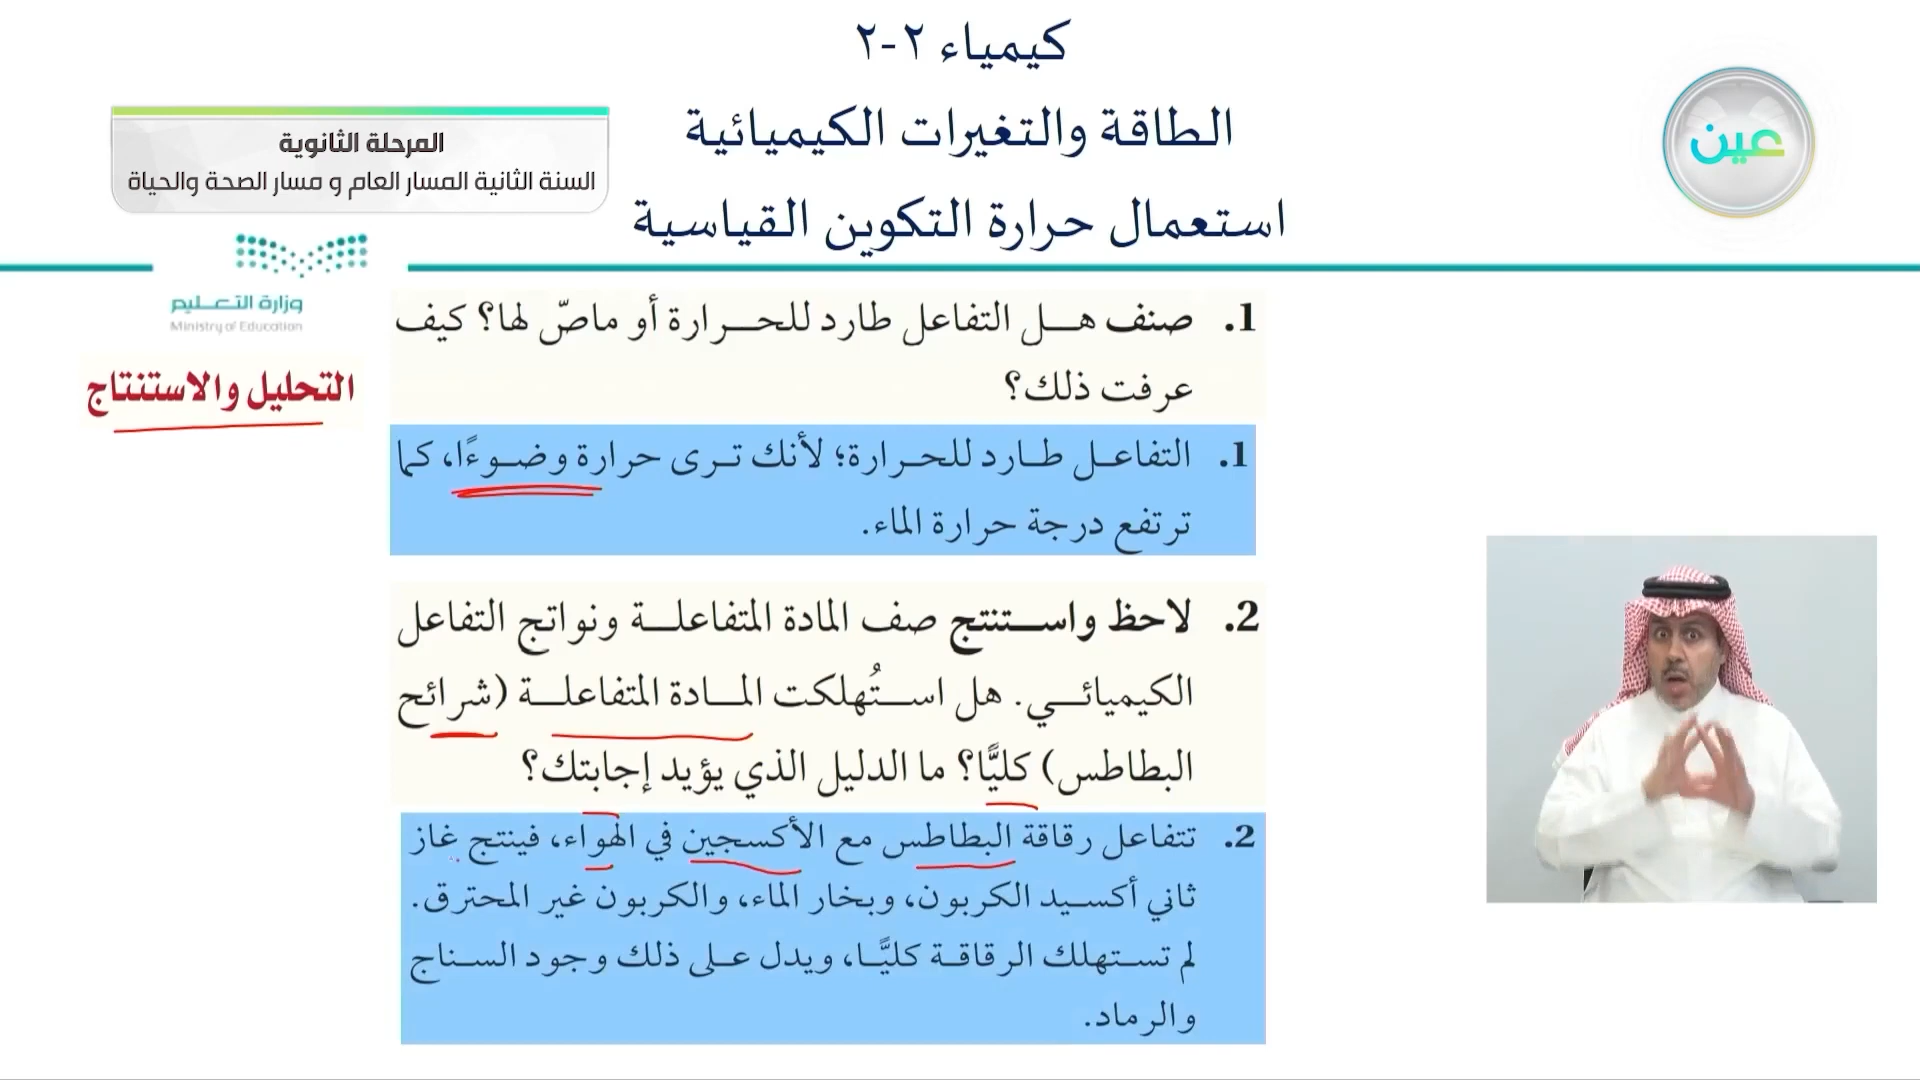 كيمياء ٢-٢
الطاقة والتغيرات الكيميائية
استعمال حرارة التكوين القياسية
عين
المرحلة الثانوية
السنة الثانية المسار العام و مسار الصحة والحياة
وزارة التعليم
Ministry of Education
التحليل والاستنتاج
1. صنف هل التفاعل طارد للحرارة أو ماصّ لها؟ كيف
عرفت ذلك؟
1. التفاعل طارد للحرارة؛ لأنك ترى حرارة وضوءًا، كما
ترتفع درجة حرارة الماء.
2. لاحظ واستنتج صف المادة المتفاعلة ونواتج التفاعل
الكيميائي. هل استُهلكت المادة المتفاعلة (شرائح
البطاطس) كليًّا؟ ما الدليل الذي يؤيد إجابتك؟
2. تتفاعل رقاقة البطاطس مع الأكسجين في الهواء، فينتج غاز
ثاني أكسيد الكربون، وبخار الماء، والكربون غير المحترق.
لم تستهلك الرقاقة كليًّا، ويدل على ذلك وجود السناج
والرماد.